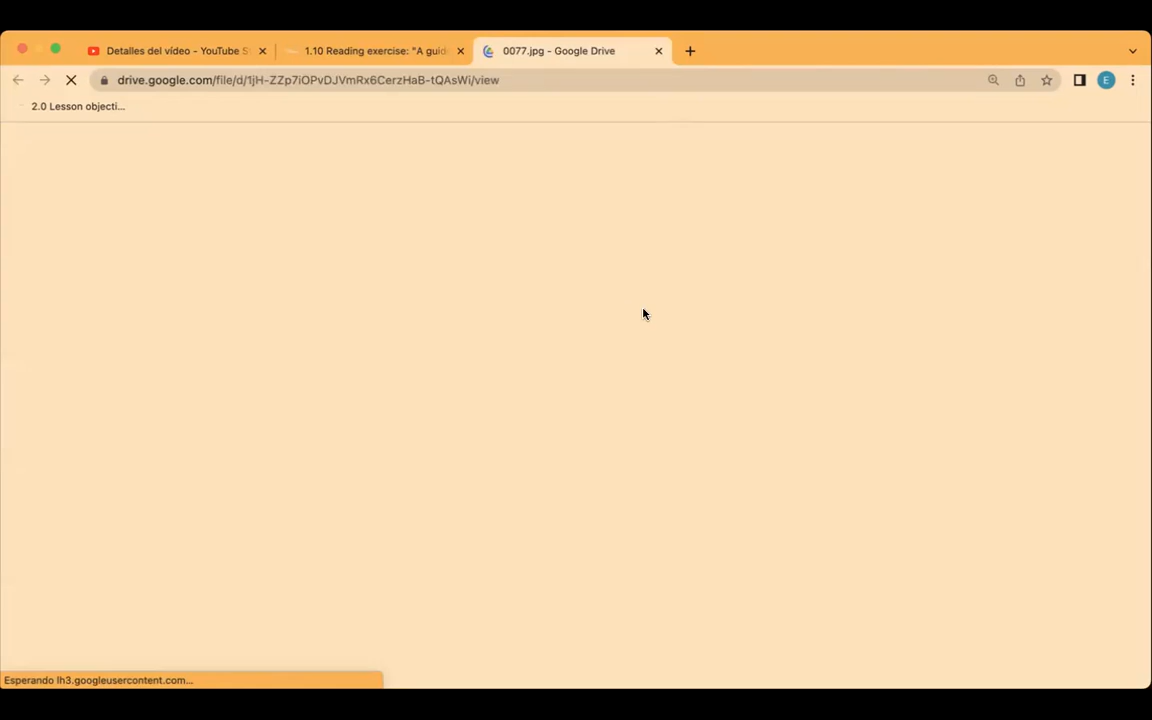 Detalles del vídeo - YouTube S
1.10 Reading exercise: "A guid
0077.jpg - Google Drive
drive.google.com/file/d/1jH-ZZp7iOPvDJVmRx6CerzHaB-tQAsWi/view
E
2.0 Lesson objecti...
Esperando lh3.googleusercontent.com...